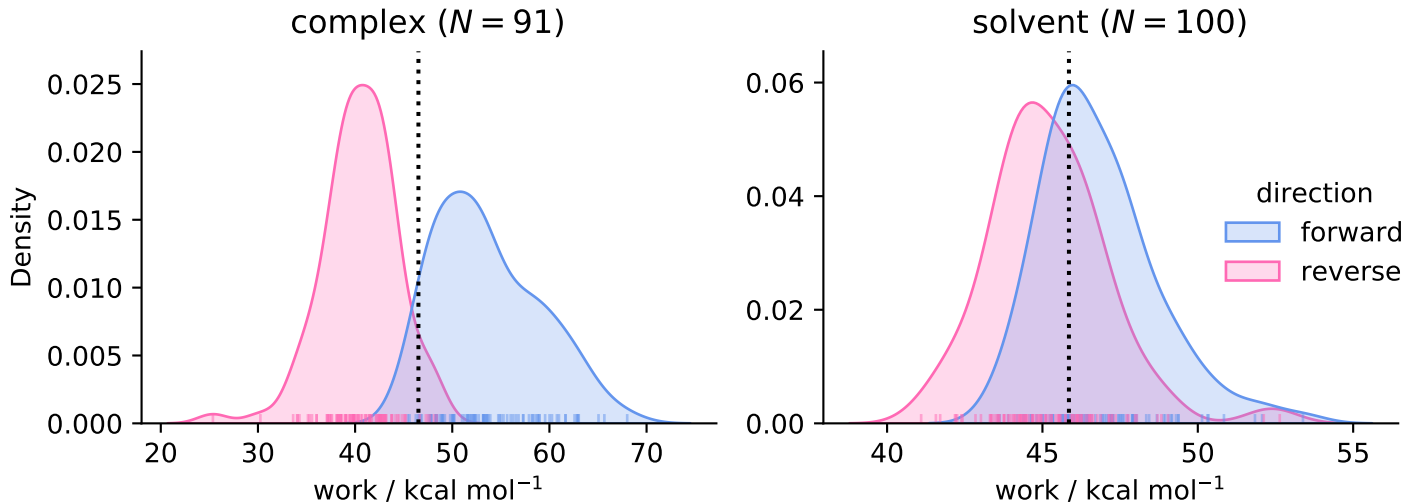 complex (N = 91)
Density
0.025
0.020
0.015
0.010
0.005
0.000
20 30 40 50 60 70
work / kcal mol⁻¹
solvent (N = 100)
0.06
0.04
0.02
0.00
40 45 50 55
work / kcal mol⁻¹
direction
forward
reverse